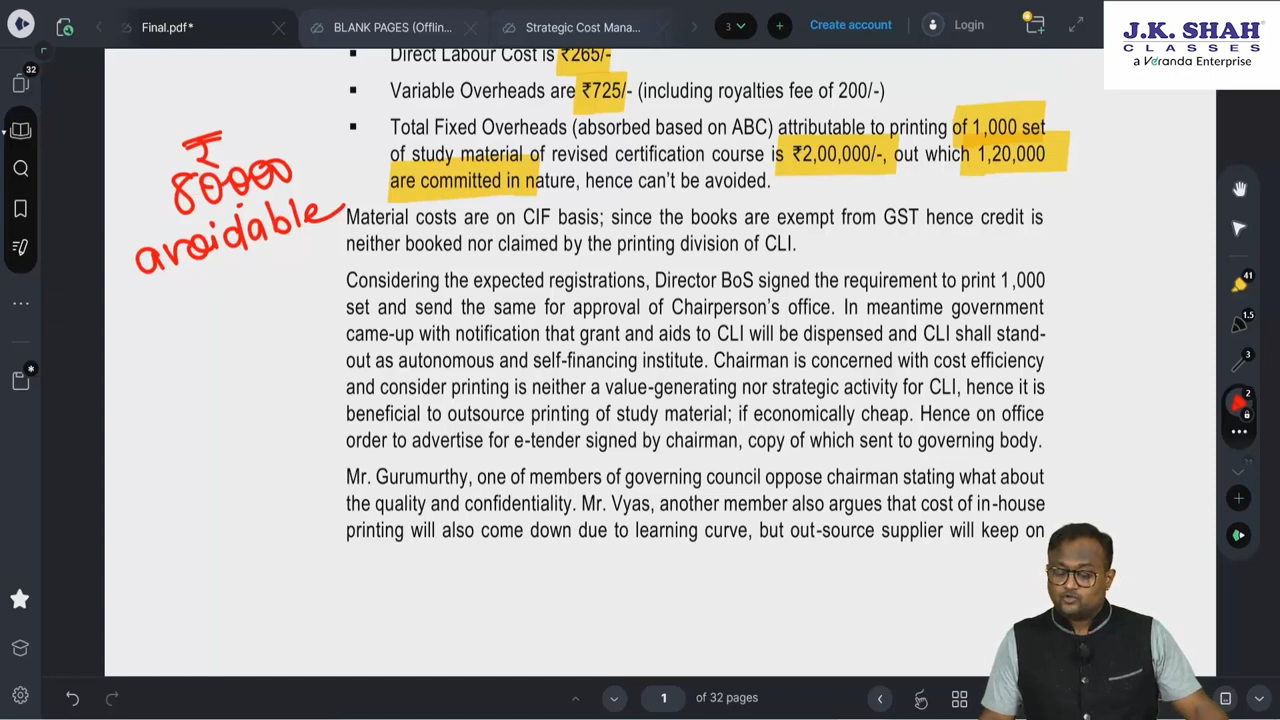 Final.pdf*
BLANK PAGES (Offlin...
Strategic Cost Mana...
3
Create account
Login
J.K. SHAH
CLASSES
a Veranda Enterprise
32
▪ Direct Labour Cost is ₹265/-
▪ Variable Overheads are ₹725/- (including royalties fee of 200/-)
▪ Total Fixed Overheads (absorbed based on ABC) attributable to printing of 1,000 set
of study material of revised certification course is ₹2,00,000/-, out which 1,20,000
are committed in nature, hence can't be avoided.
₹
80000
avoidable
Material costs are on CIF basis; since the books are exempt from GST hence credit is
neither booked nor claimed by the printing division of CLI.
Considering the expected registrations, Director BoS signed the requirement to print 1,000
set and send the same for approval of Chairperson's office. In meantime government
came-up with notification that grant and aids to CLI will be dispensed and CLI shall stand-
out as autonomous and self-financing institute. Chairman is concerned with cost efficiency
and consider printing is neither a value-generating nor strategic activity for CLI, hence it is
beneficial to outsource printing of study material; if economically cheap. Hence on office
order to advertise for e-tender signed by chairman, copy of which sent to governing body.
Mr. Gurumurthy, one of members of governing council oppose chairman stating what about
the quality and confidentiality. Mr. Vyas, another member also argues that cost of in-house
printing will also come down due to learning curve, but out-source supplier will keep on
41
1.5
3
2
1
of 32 pages